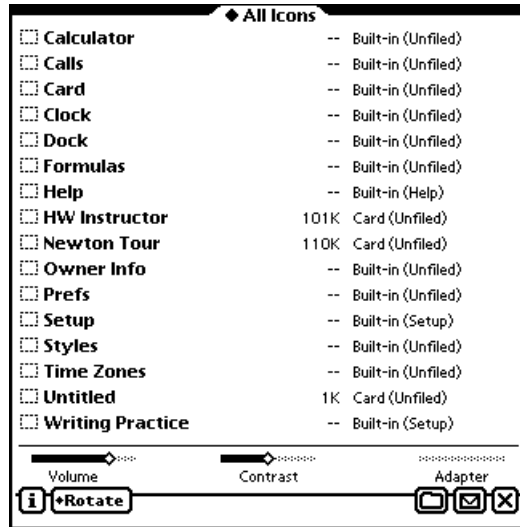 ◆ All Icons
Calculator -- Built-in (Unfiled)
Calls -- Built-in (Unfiled)
Card -- Built-in (Unfiled)
Clock -- Built-in (Unfiled)
Dock -- Built-in (Unfiled)
Formulas -- Built-in (Unfiled)
Help -- Built-in (Help)
HW Instructor 101K Card (Unfiled)
Newton Tour 110K Card (Unfiled)
Owner Info -- Built-in (Unfiled)
Prefs -- Built-in (Unfiled)
Setup -- Built-in (Setup)
Styles -- Built-in (Unfiled)
Time Zones -- Built-in (Unfiled)
Untitled 1K Card (Unfiled)
Writing Practice -- Built-in (Setup)
Volume Contrast Adapter
i ◆Rotate X